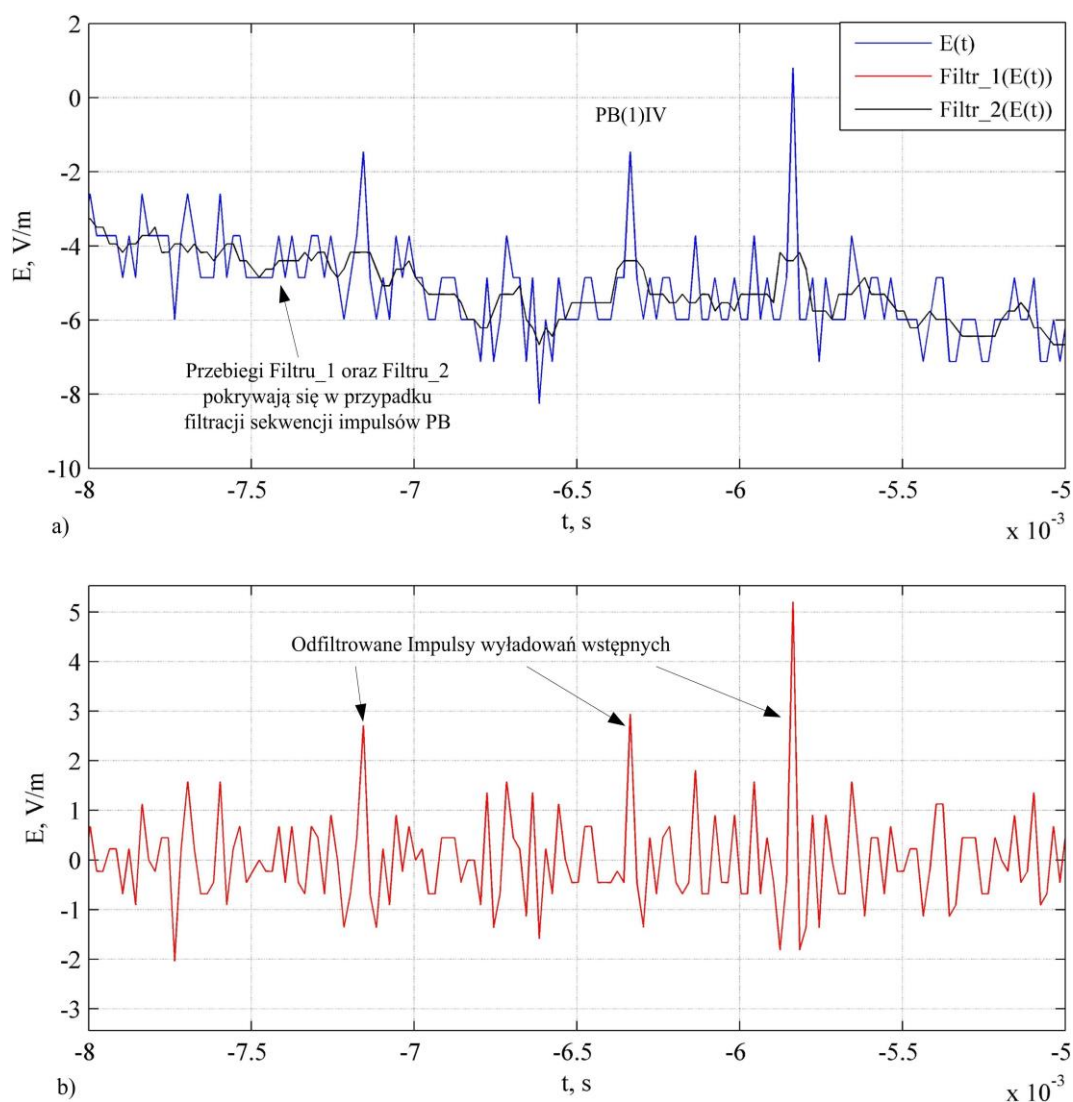 2
0
-2
-4
-6
-8
-10
E, V/m
E(t)
Filtr_1(E(t))
Filtr_2(E(t))
PB(1)IV
Przebiegi Filtru_1 oraz Filtru_2
pokrywają się w przypadku
filtracji sekwencji impulsów PB
-8
-7.5
-7
-6.5
-6
-5.5
-5
a)
t, s
x 10⁻³
5
4
3
2
1
0
-1
-2
-3
E, V/m
Odfiltrowane Impulsy wyładowań wstępnych
-8
-7.5
-7
-6.5
-6
-5.5
-5
b)
t, s
x 10⁻³